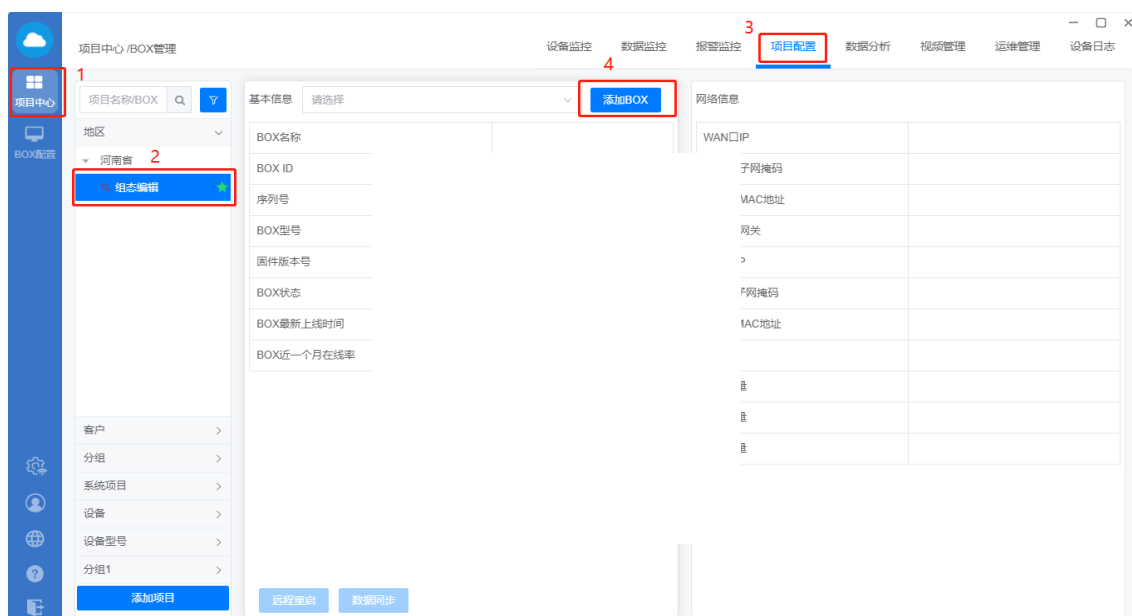 项目中心 /BOX管理
设备监控
数据监控
报警监控
3
项目配置
数据分析
视频管理
运维管理
设备日志
1
项目中心
BOX配置
项目名称/BOX
地区
河南省
2
组态编辑
客户
分组
系统项目
设备
设备型号
分组1
添加项目
基本信息
请选择
4
添加BOX
BOX名称
BOX ID
序列号
BOX型号
固件版本号
BOX状态
BOX最新上线时间
BOX近一个月在线率
远程重启
数据同步
网络信息
WAN口IP
子网掩码
MAC地址
网关
子网掩码
MAC地址